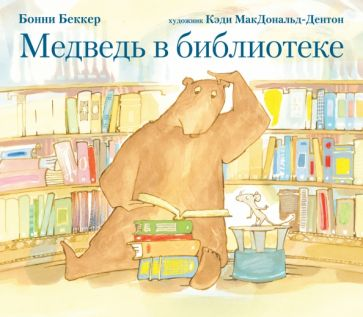 Бонни Беккер
художник Кэди МакДональд-Дентон
Медведь в библиотеке